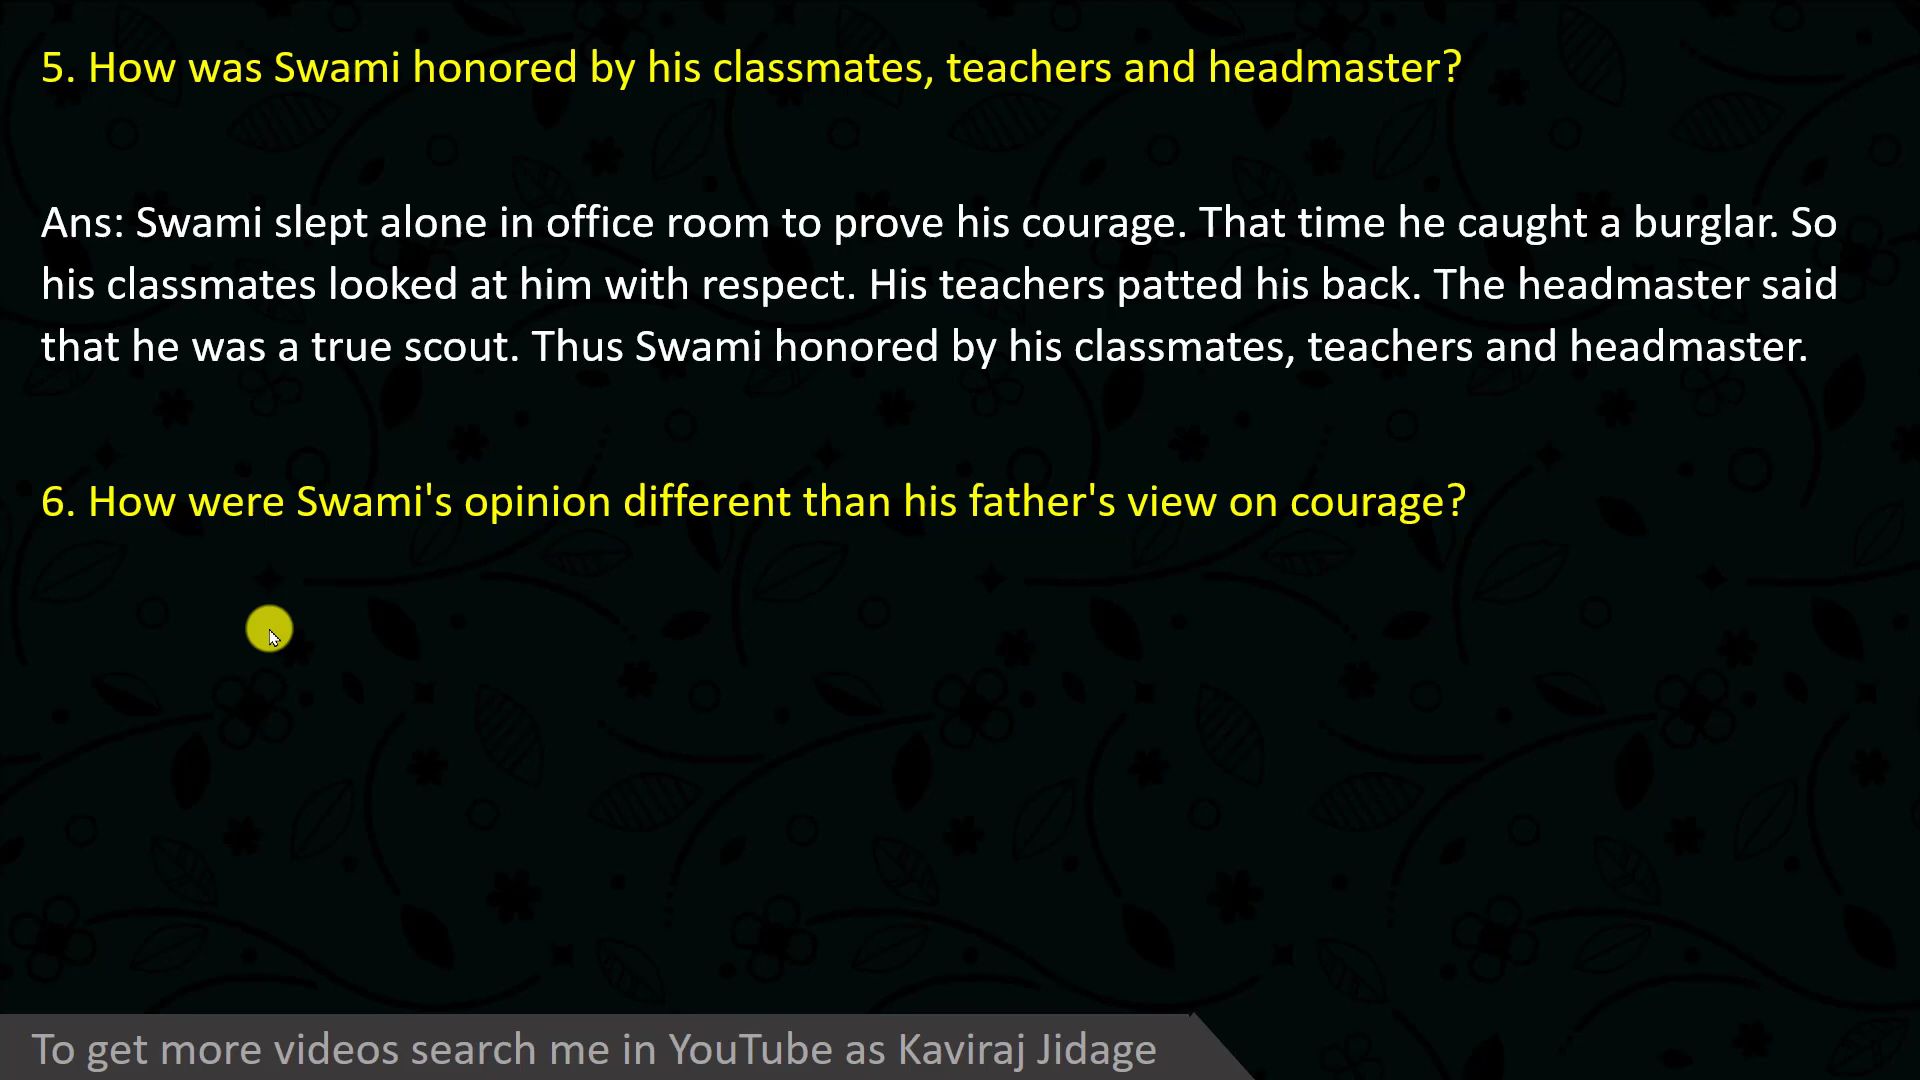 5. How was Swami honored by his classmates, teachers and headmaster?
Ans: Swami slept alone in office room to prove his courage. That time he caught a burglar. So
his classmates looked at him with respect. His teachers patted his back. The headmaster said
that he was a true scout. Thus Swami honored by his classmates, teachers and headmaster.
6. How were Swami's opinion different than his father's view on courage?
To get more videos search me in YouTube as Kaviraj Jidage